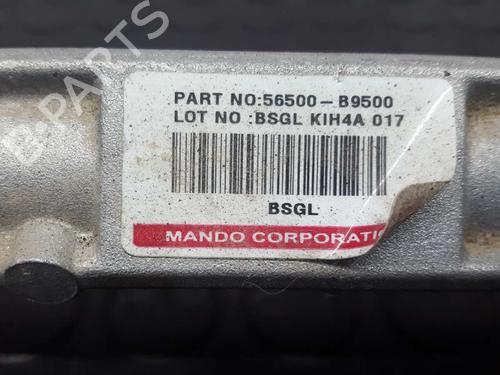 B-PARTS
PART NO:56500-B9500
LOT NO :BSGL KIH4A 017
BSGL
MANDO CORPORATI